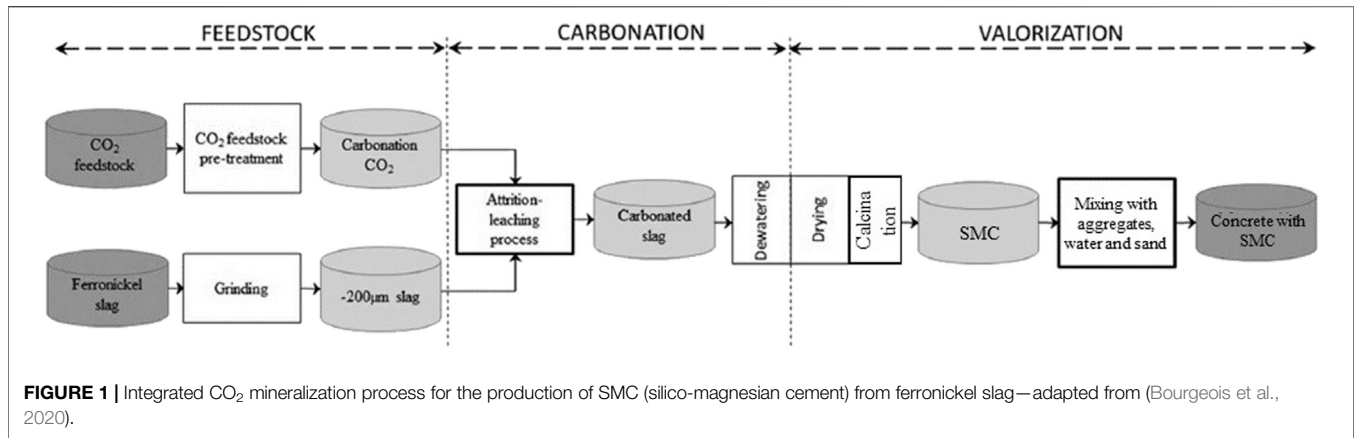 FEEDSTOCK
CARBONATION
VALORIZATION
CO₂
feedstock
CO₂ feedstock
pre-treatment
Carbonation
CO₂
Ferronickel
slag
Grinding
-200µm slag
Attrition-
leaching
process
Carbonated
slag
Dewatering
Drying
Calcina
tion
SMC
Mixing with
aggregates,
water and sand
Concrete with
SMC
FIGURE 1 | Integrated CO₂ mineralization process for the production of SMC (silico-magnesian cement) from ferronickel slag—adapted from (Bourgeois et al.,
2020).